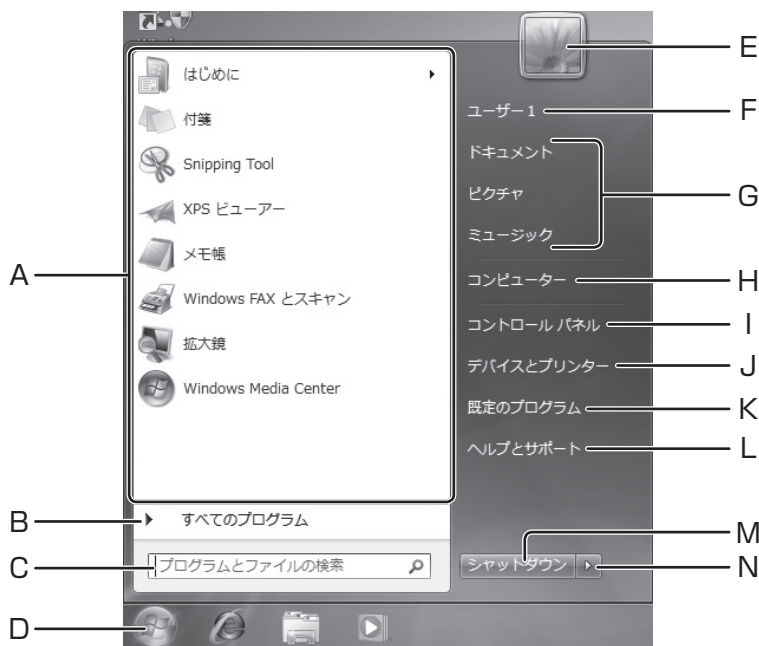 はじめに
付箋
Snipping Tool
XPS ビューアー
メモ帳
Windows FAX とスキャン
拡大鏡
Windows Media Center
すべてのプログラム
プログラムとファイルの検索
ユーザー1
ドキュメント
ピクチャ
ミュージック
コンピューター
コントロール パネル
デバイスとプリンター
既定のプログラム
ヘルプとサポート
シャットダウン
A
B
C
D
E
F
G
H
I
J
K
L
M
N